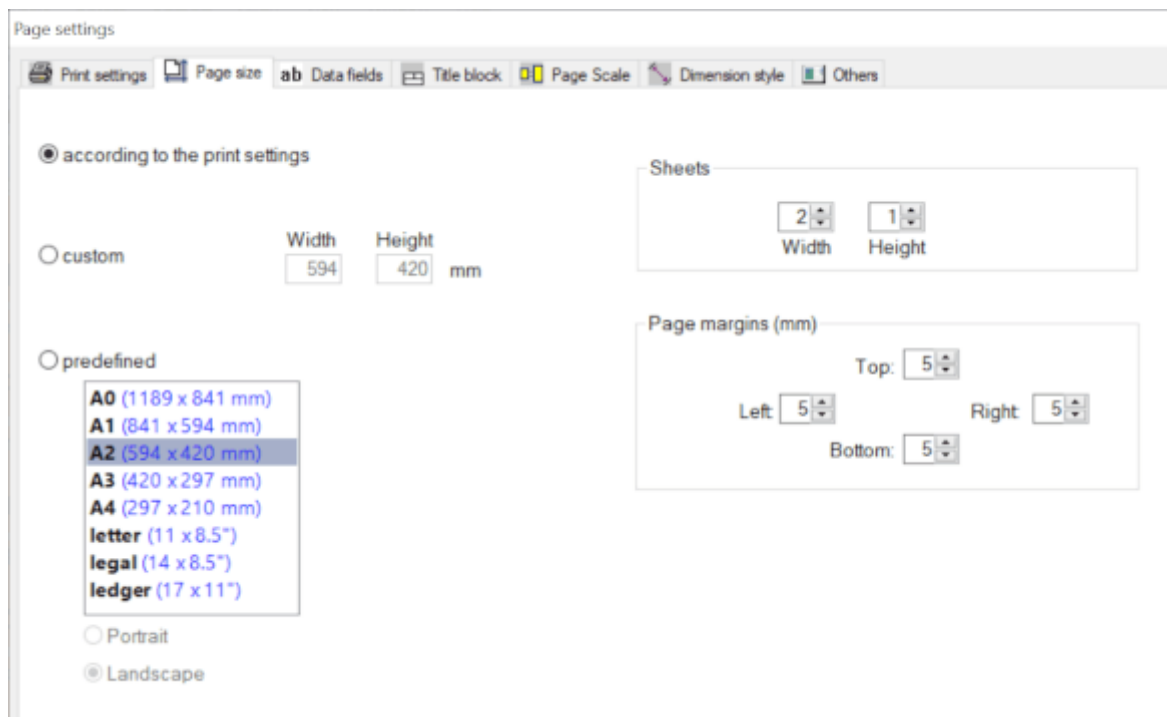 Page settings
Print settings Page size ab Data fields Title block Page Scale Dimension style Others
according to the print settings
Sheets
2 1
Width Height
custom
Width Height
594 420 mm
Page margins (mm)
Top: 5
Left: 5 Right: 5
Bottom: 5
predefined
A0 (1189 x 841 mm)
A1 (841 x 594 mm)
A2 (594 x 420 mm)
A3 (420 x 297 mm)
A4 (297 x 210 mm)
letter (11 x 8.5")
legal (14 x 8.5")
ledger (17 x 11")
Portrait
Landscape